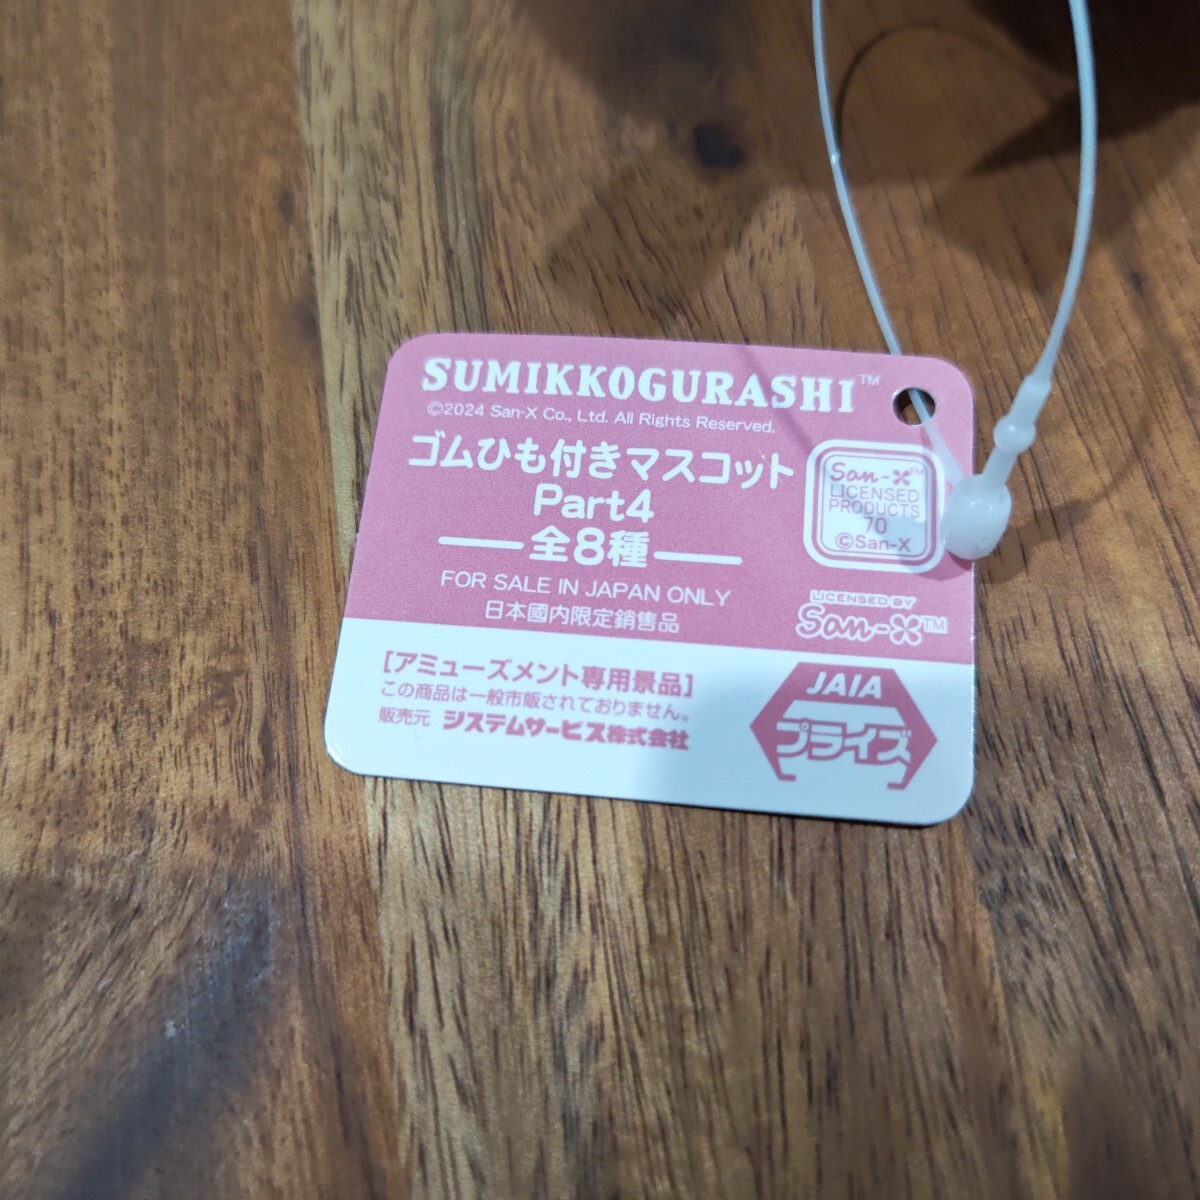 SUMIKKOGURASHI™
©2024 San-X Co., Ltd. All Rights Reserved.
ゴムひも付きマスコット
Part4
全8種
FOR SALE IN JAPAN ONLY
日本國内限定銷售品
San-X™
LICENSED
PRODUCTS
70
©San-X
LICENSED BY
San-X™
[アミューズメント専用景品]
この商品は一般市販されておりません。
販売元 システムサービス株式会社
JAIA
プライズ